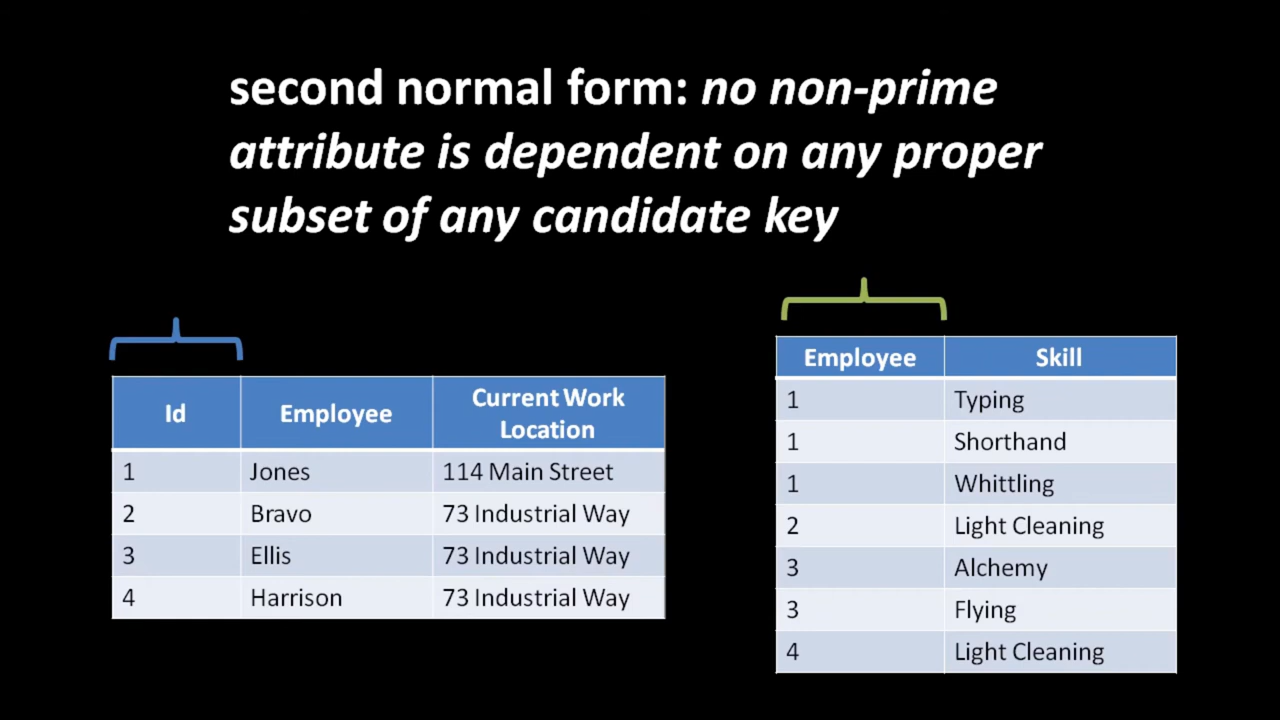 second normal form: no non-prime
attribute is dependent on any proper
subset of any candidate key
Id Employee Current Work Location
1 Jones 114 Main Street
2 Bravo 73 Industrial Way
3 Ellis 73 Industrial Way
4 Harrison 73 Industrial Way
Employee Skill
1 Typing
1 Shorthand
1 Whittling
2 Light Cleaning
3 Alchemy
3 Flying
4 Light Cleaning